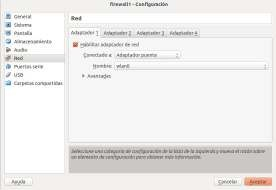 Firewall1 - Configuración
General
Sistema
Pantalla
Almacenamiento
Audio
Red
Puertos serie
USB
Carpetas compartidas
Red
Adaptador 1 Adaptador 2 Adaptador 3 Adaptador 4
Habilitar adaptador de red
Conectado a: Adaptador puente
Nombre: wlan0
Avanzadas
Seleccione una categoría de configuración de la lista de la izquierda y mueva el ratón sobre
un elemento de configuración para obtener más información.
Ayuda
Cancelar
Aceptar